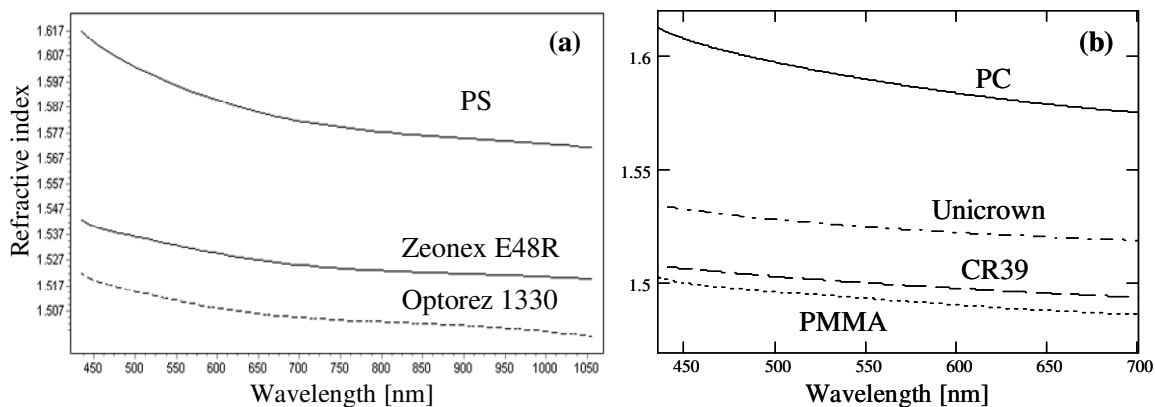 (a)
Refractive index
1.617
1.607
1.597
1.587
1.577
1.567
1.557
1.547
1.537
1.527
1.517
1.507
PS
Zeonex E48R
Optorez 1330
450 500 550 600 650 700 750 800 850 900 950 1000 1050
Wavelength [nm]
(b)
1.6
1.55
1.5
PC
Unicrown
CR39
PMMA
450 500 550 600 650 700
Wavelength [nm]